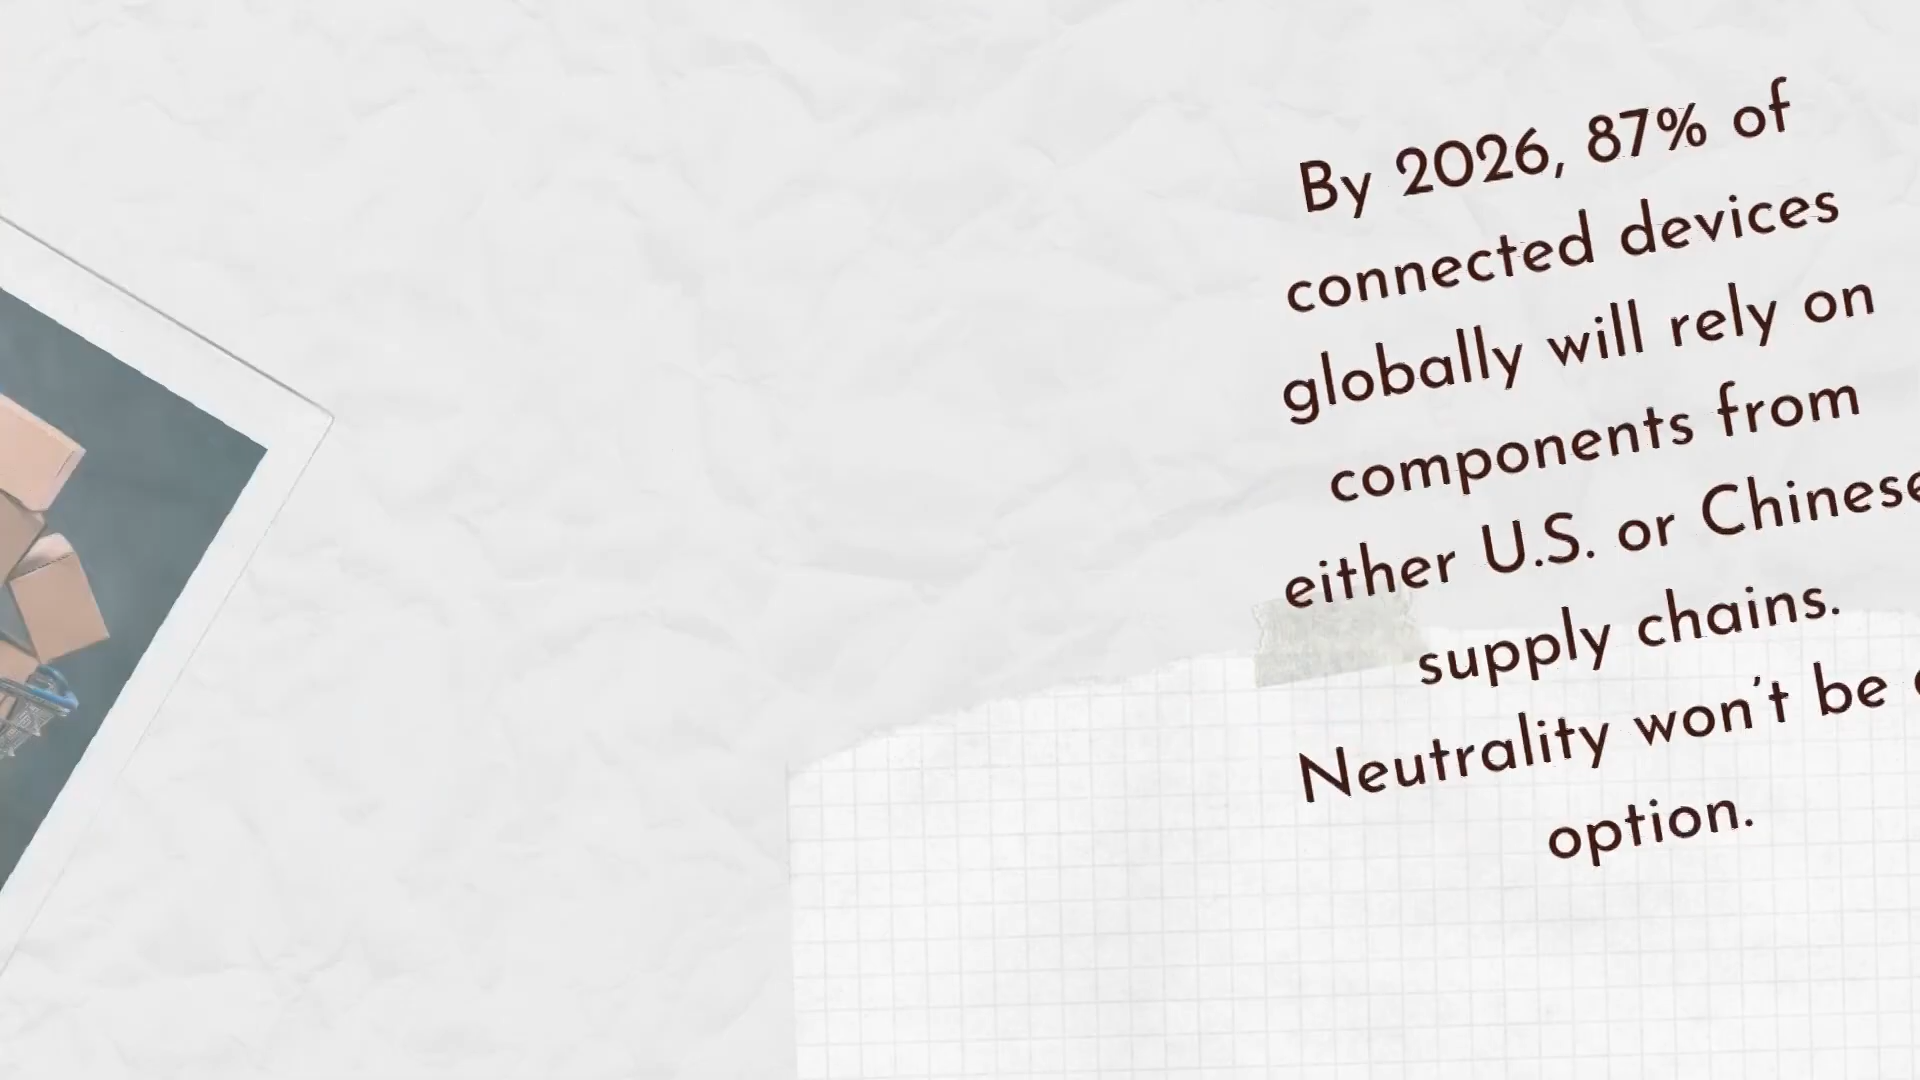 By 2026, 87% of
connected devices
globally will rely on
components from
either U.S. or Chinese
supply chains.
Neutrality won't be
option.